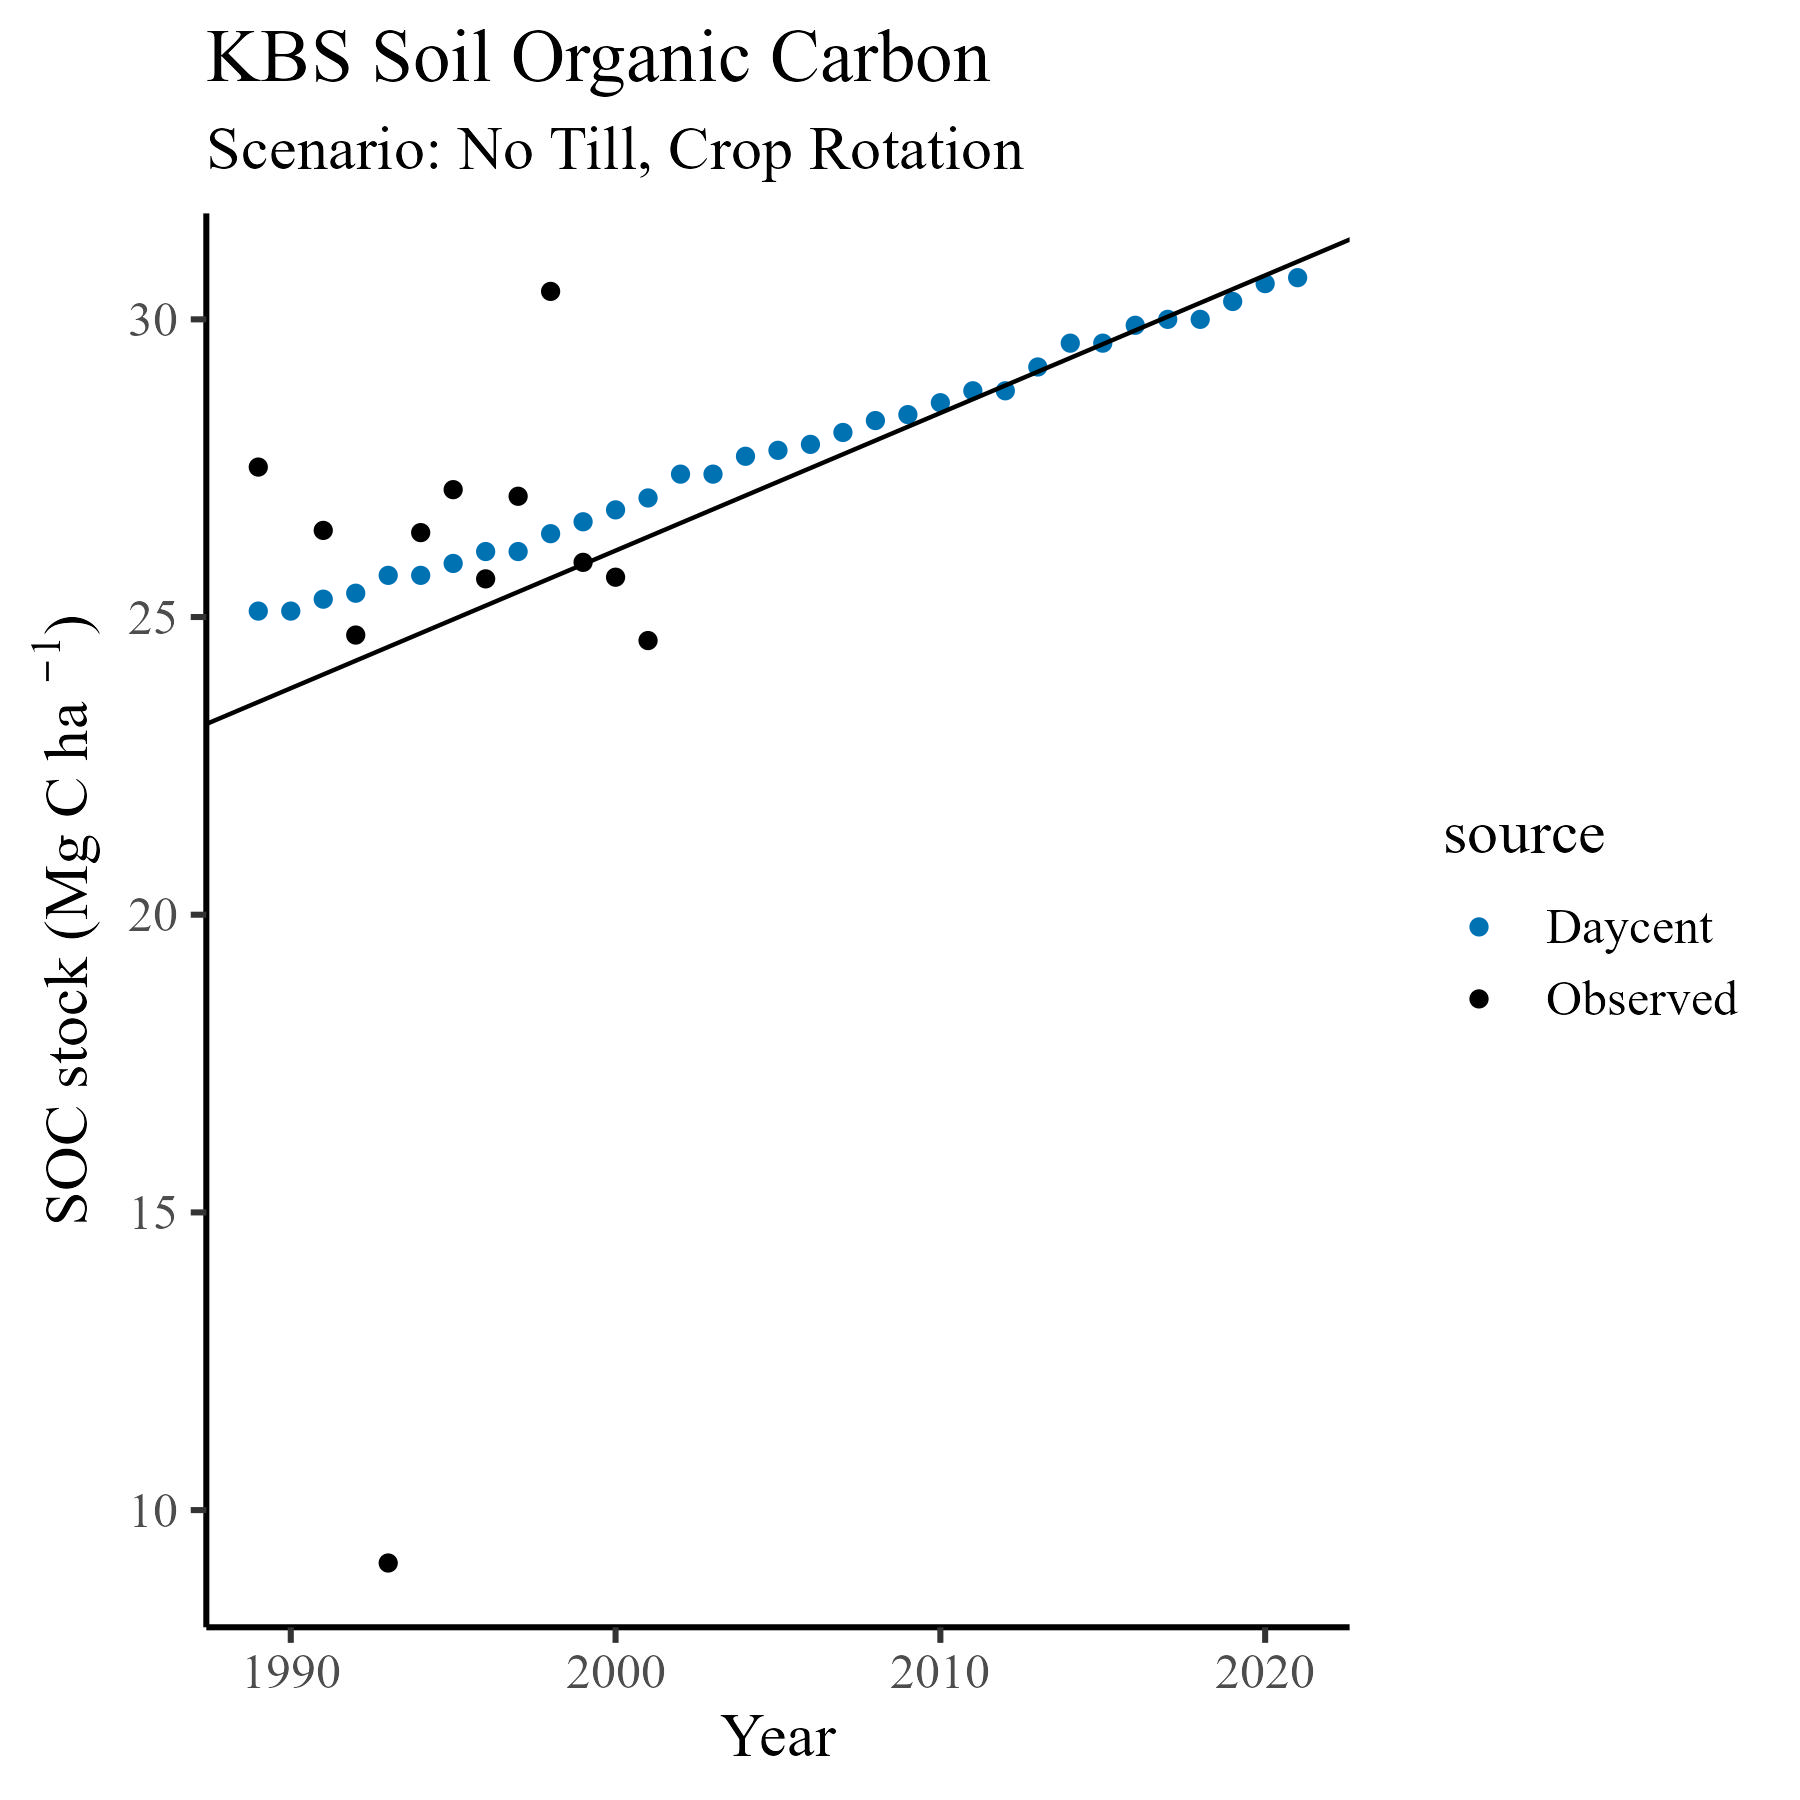 KBS Soil Organic Carbon
Scenario: No Till, Crop Rotation
SOC stock (Mg C ha ⁻¹)
30
25
20
15
10
1990 2000 2010 2020
Year
source
Daycent
Observed